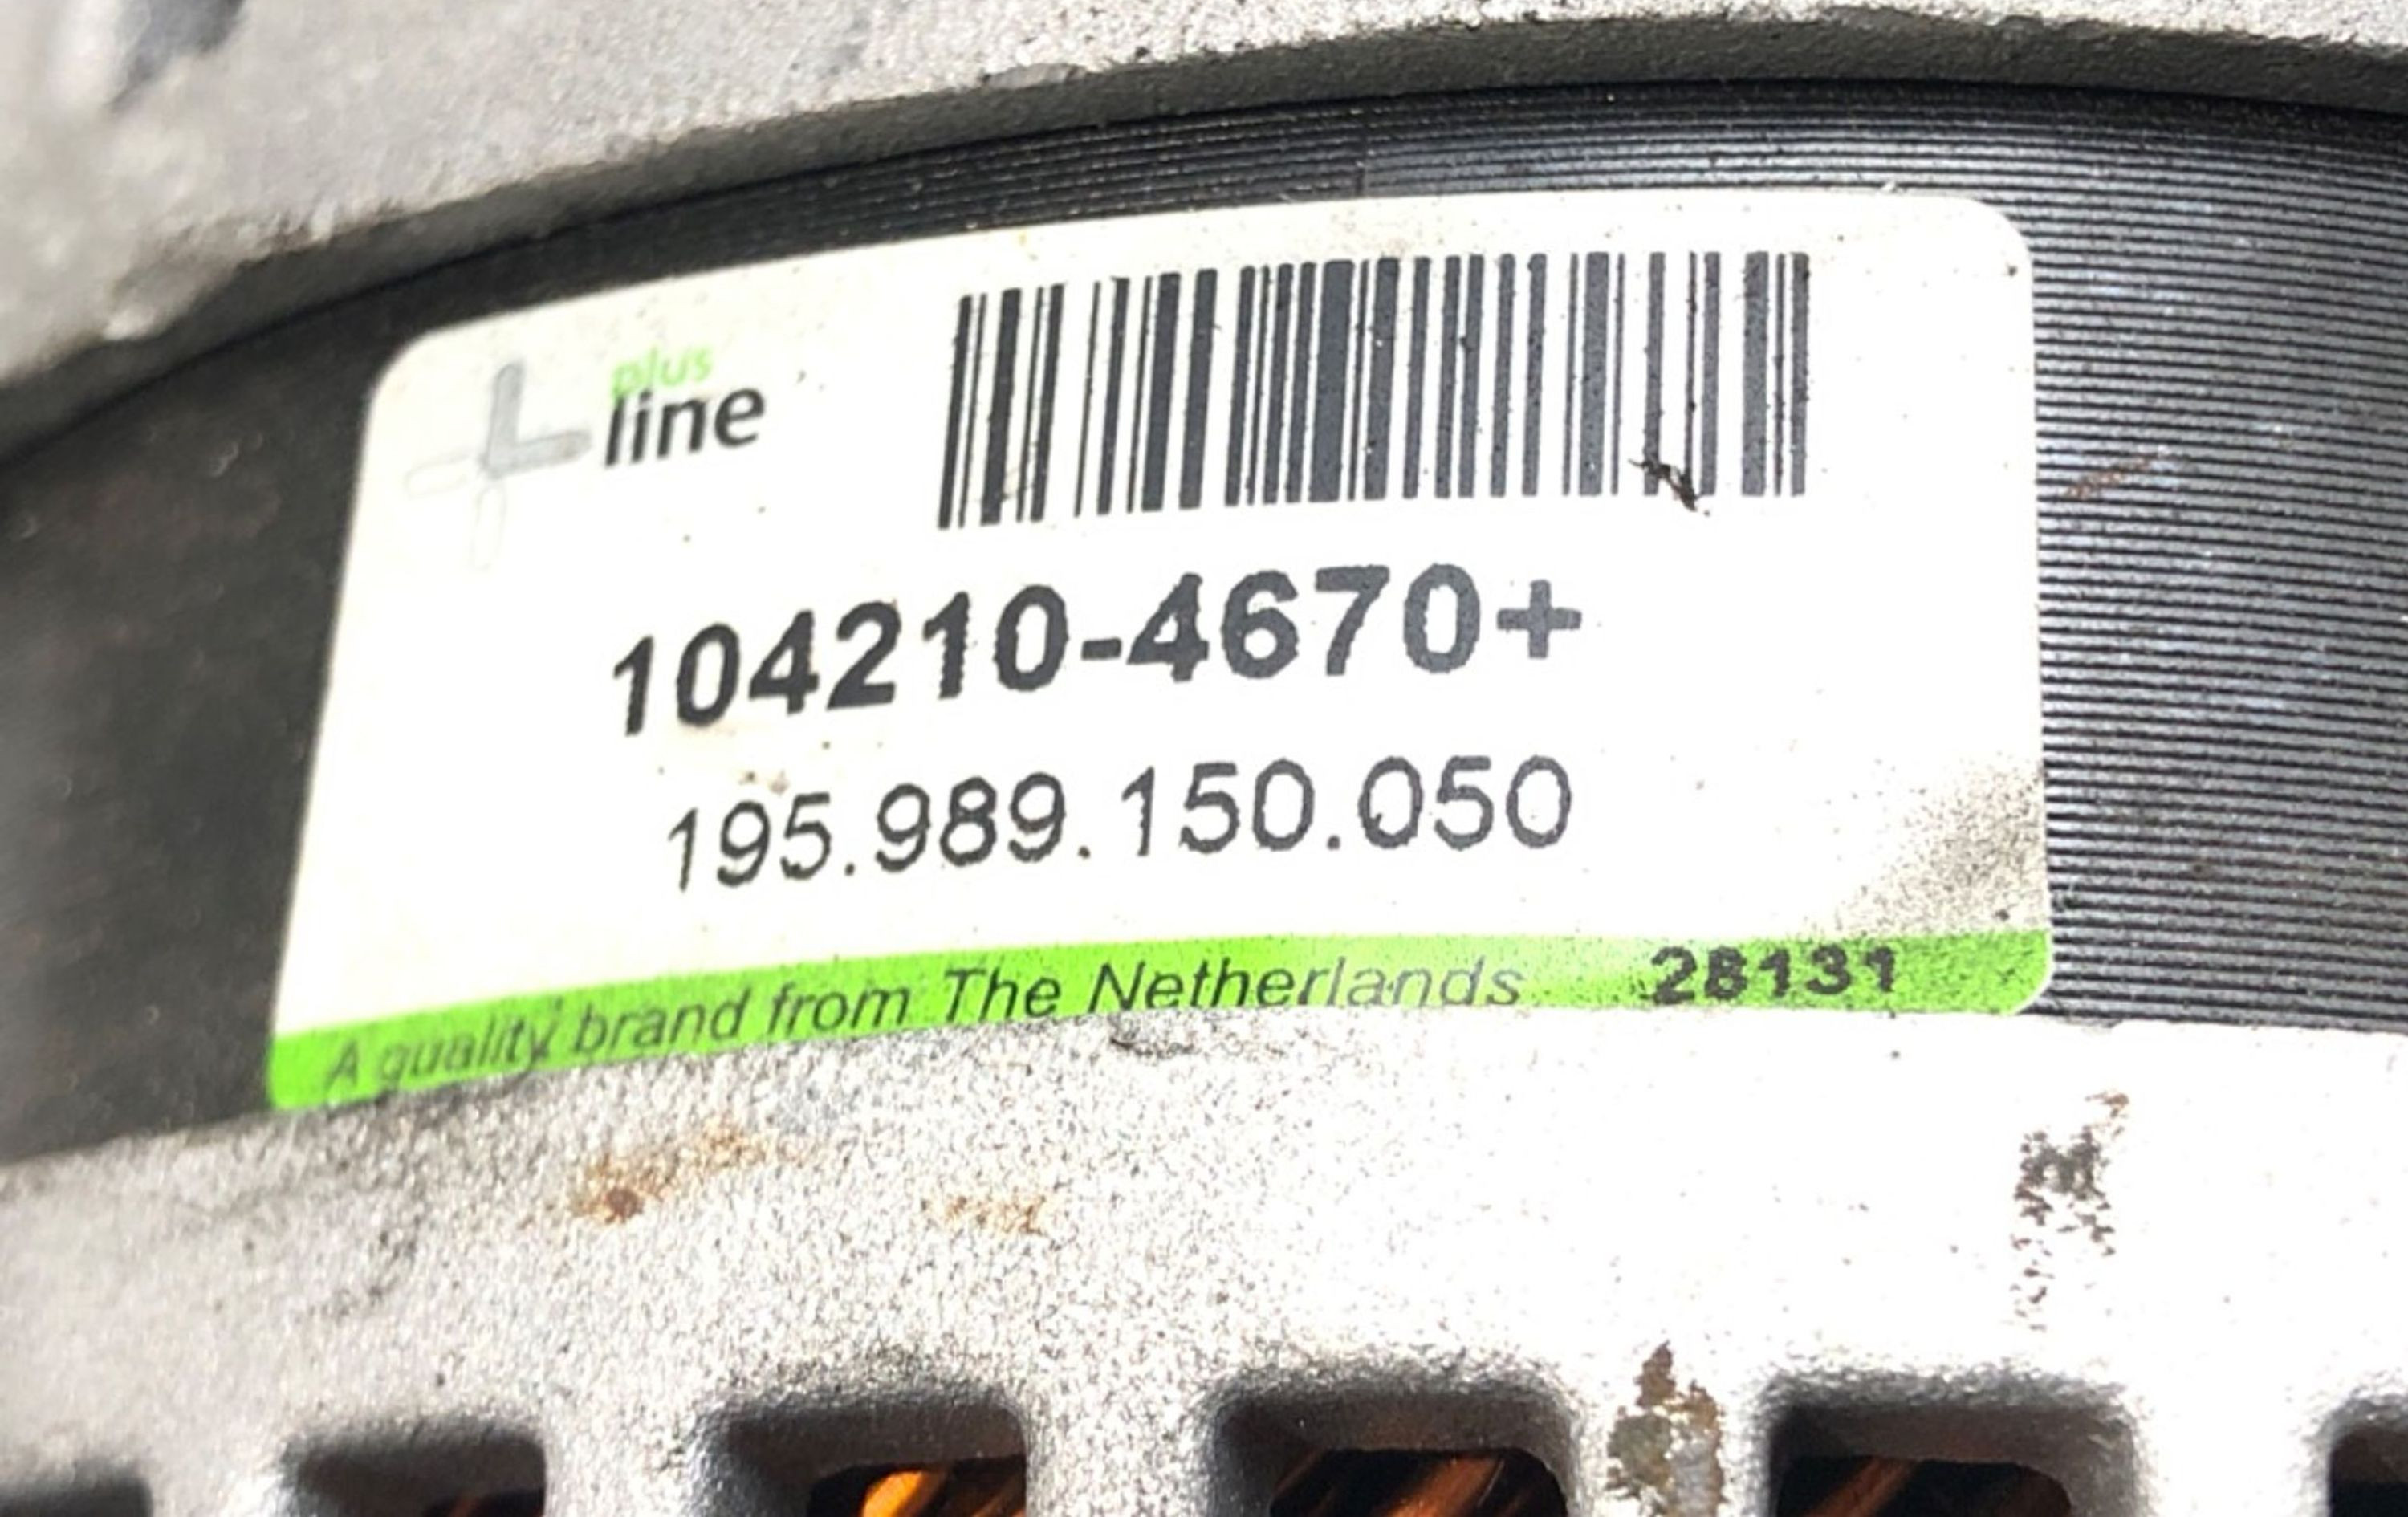 plus
line
104210-4670+
195.989.150.050
A quality brand from The Netherlands 28131